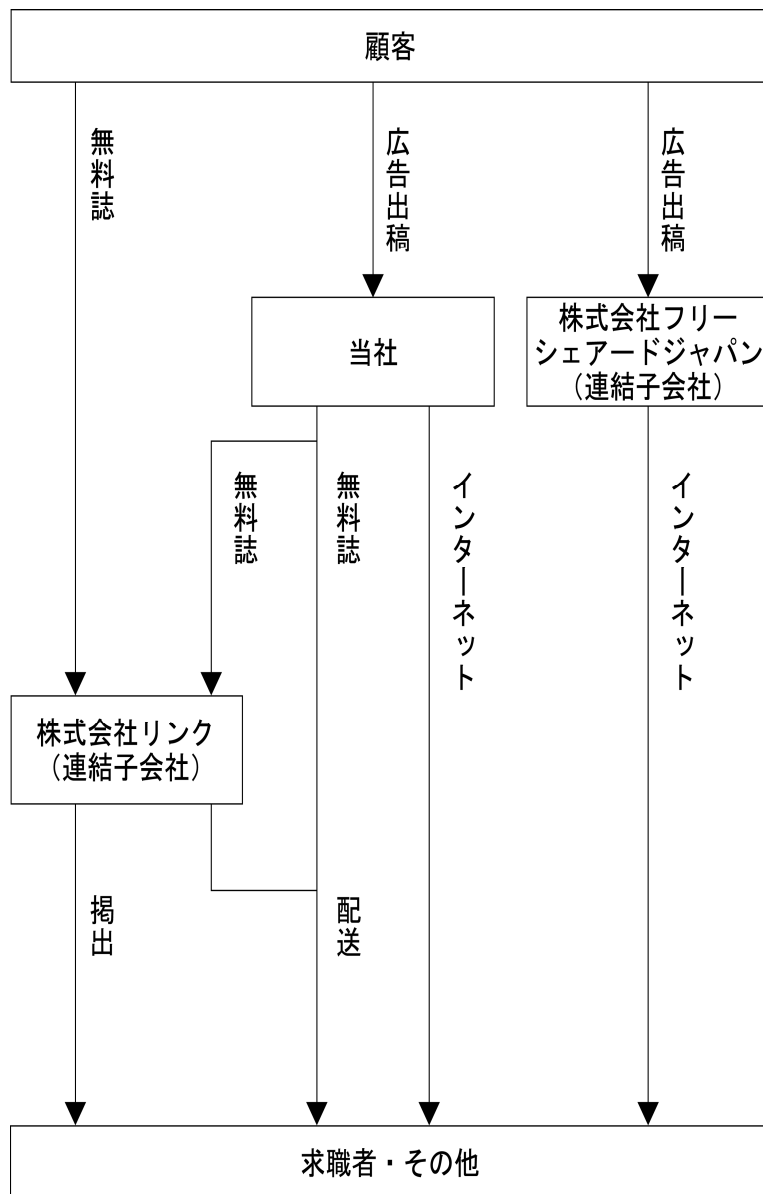 顧客
無料誌
広告出稿
広告出稿
当社
株式会社フリー
シェアードジャパン
（連結子会社）
無料誌
無料誌
インターネット
インターネット
株式会社リンク
（連結子会社）
掲出
配送
求職者・その他